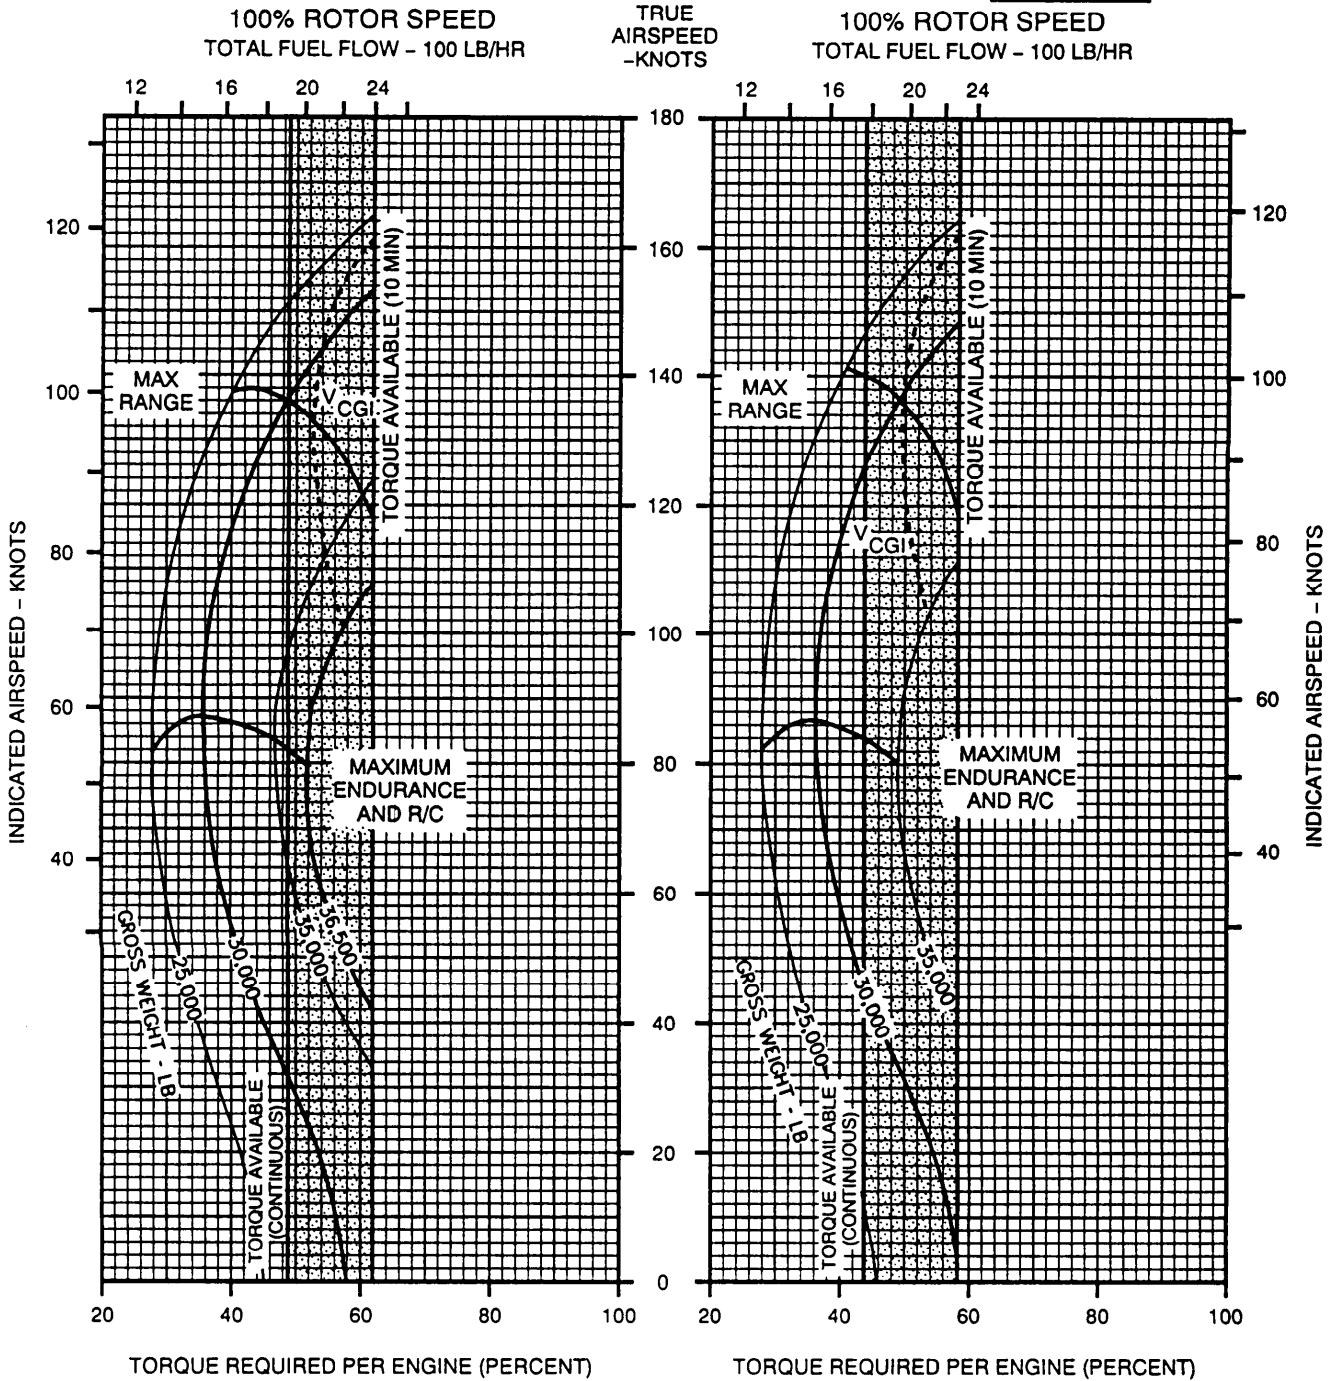 100% ROTOR SPEED
TOTAL FUEL FLOW – 100 LB/HR
12 16 20 24
TRUE
AIRSPEED
–KNOTS
100% ROTOR SPEED
TOTAL FUEL FLOW – 100 LB/HR
12 16 20 24
INDICATED AIRSPEED – KNOTS
120
100
80
60
40
MAX
RANGE
V CGI
TORQUE AVAILABLE (10 MIN)
MAXIMUM
ENDURANCE
AND R/C
GROSS WEIGHT - LB
25,000
30,000
35,000
36,500
TORQUE AVAILABLE
(CONTINUOUS)
20 40 60 80 100
TORQUE REQUIRED PER ENGINE (PERCENT)
180
160
140
120
100
80
60
40
20
0
MAX
RANGE
V CGI
TORQUE AVAILABLE (10 MIN)
MAXIMUM
ENDURANCE
AND R/C
GROSS WEIGHT - LB
25,000
30,000
35,000
TORQUE AVAILABLE
(CONTINUOUS)
120
100
80
60
40
INDICATED AIRSPEED – KNOTS
20 40 60 80 100
TORQUE REQUIRED PER ENGINE (PERCENT)